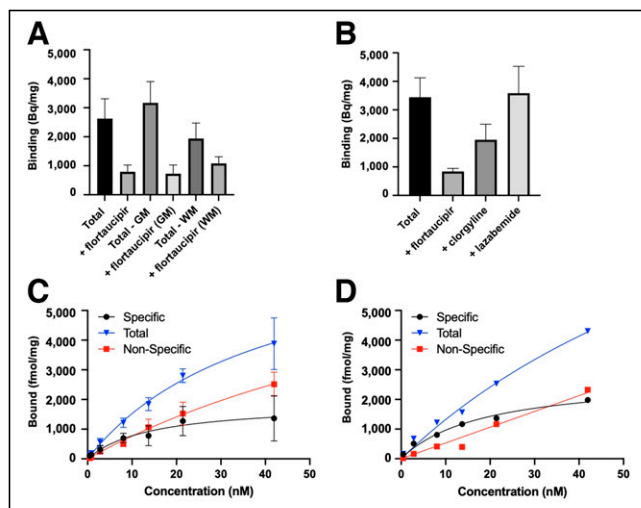 A
Binding (Bq/mg)
5,000
4,000
3,000
2,000
1,000
0
Total
+ flortaucipir
Total - GM
+ flortaucipir (GM)
Total - WM
+ flortaucipir (WM)
B
Binding (Bq/mg)
5,000
4,000
3,000
2,000
1,000
0
Total
+ flortaucipir
+ clorgyline
+ lazabemide
C
Bound (fmol/mg)
5,000
4,000
3,000
2,000
1,000
0
Specific
Total
Non-Specific
0 10 20 30 40 50
Concentration (nM)
D
Bound (fmol/mg)
5,000
4,000
3,000
2,000
1,000
0
Specific
Total
Non-Specific
0 10 20 30 40 50
Concentration (nM)